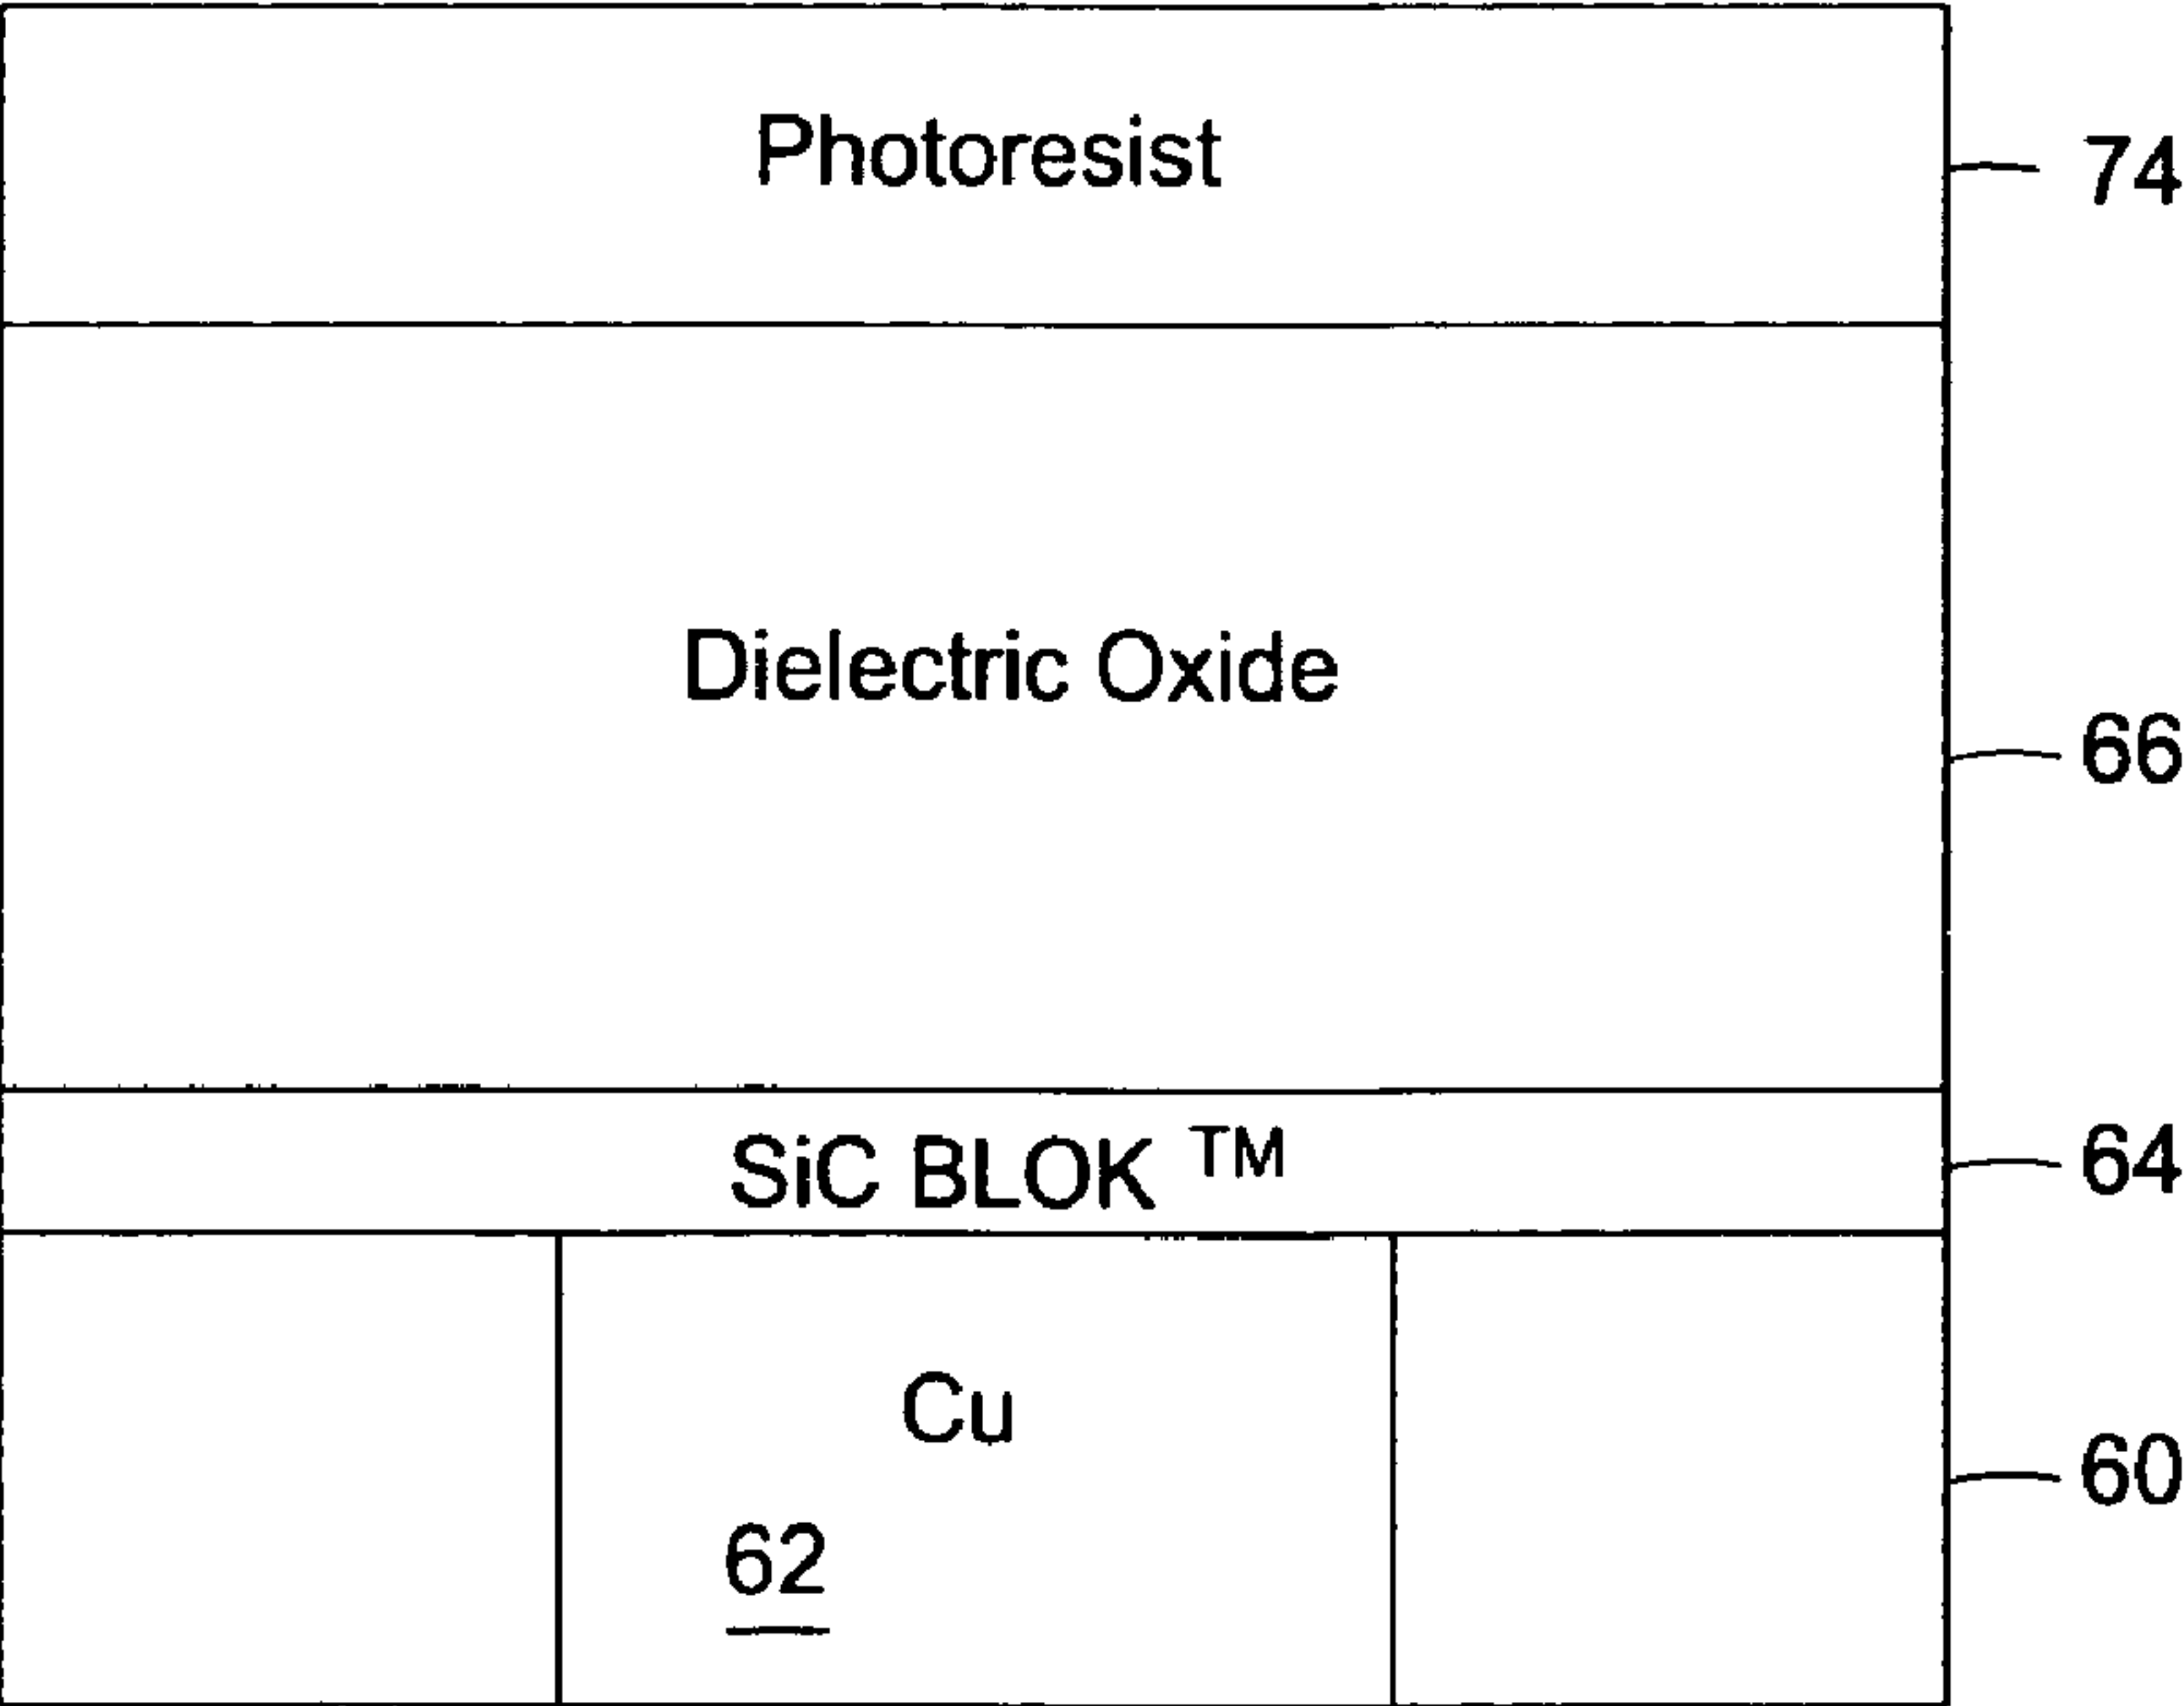 Photoresist
74
Dielectric Oxide
66
SiC BLOK ™
64
Cu
60
62